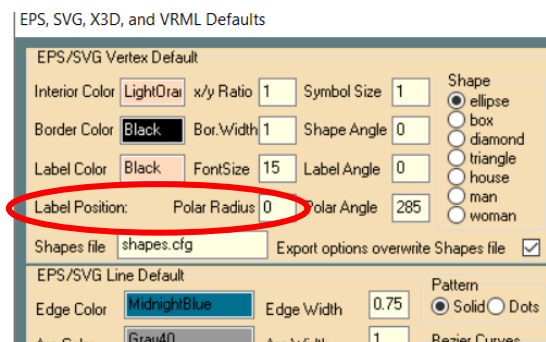 EPS, SVG, X3D, and VRML Defaults
EPS/SVG Vertex Default
Interior Color LightOra x/y Ratio 1 Symbol Size 1 Shape
ellipse
Border Color Black Bor.Width 1 Shape Angle 0 box
diamond
Label Color Black FontSize 15 Label Angle 0 triangle
house
Label Position: Polar Radius 0 Polar Angle 285 man
woman
Shapes file shapes.cfg Export options overwrite Shapes file
EPS/SVG Line Default
Edge Color MidnightBlue Edge Width 0.75 Pattern
Solid Dots
Gray40 1 Bezier Curves